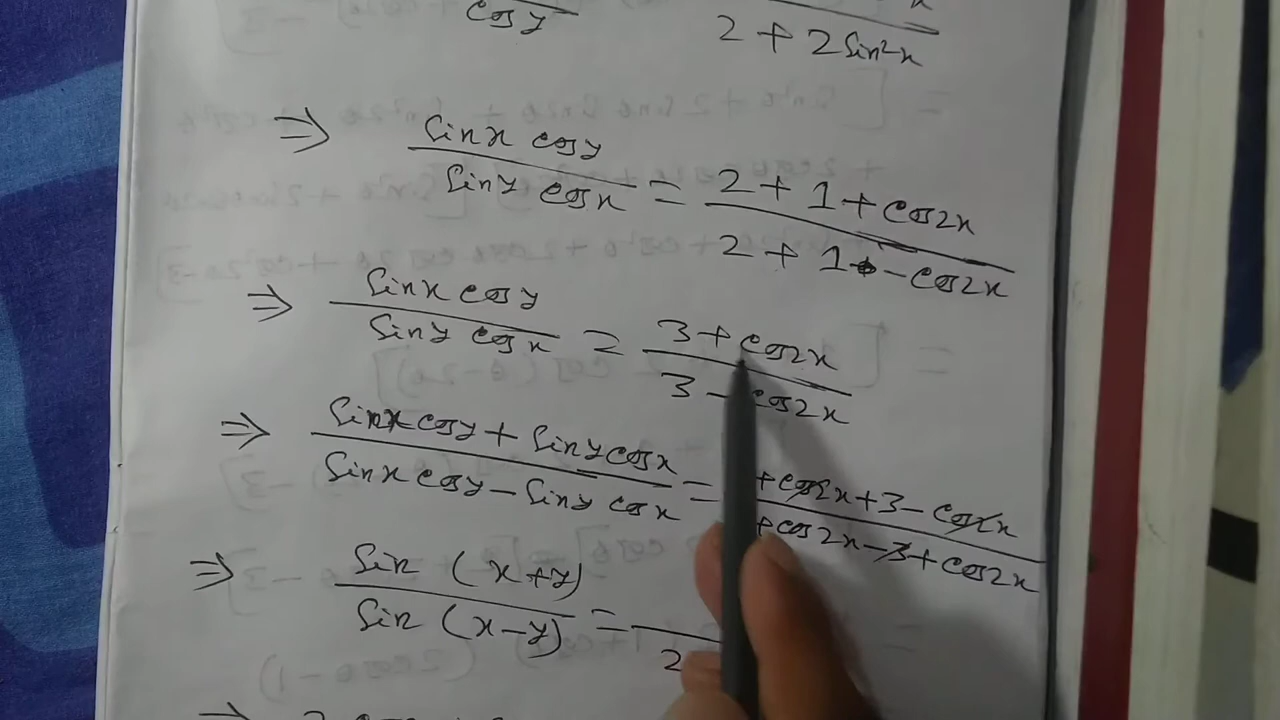 cos y
2 + 2 sin²x
⇒ sin x cos y / sin y cos x = 2 + 1 + cos 2x / 2 + 1 - cos 2x
⇒ sin x cos y / sin y cos x = 3 + cos 2x / 3 - cos 2x
⇒ sin x cos y + sin y cos x / sin x cos y - sin y cos x = + cos 2x + 3 - cos 2x / + cos 2x - 3 + cos 2x
⇒ sin (x+y) / sin (x-y) = / 2
⇒